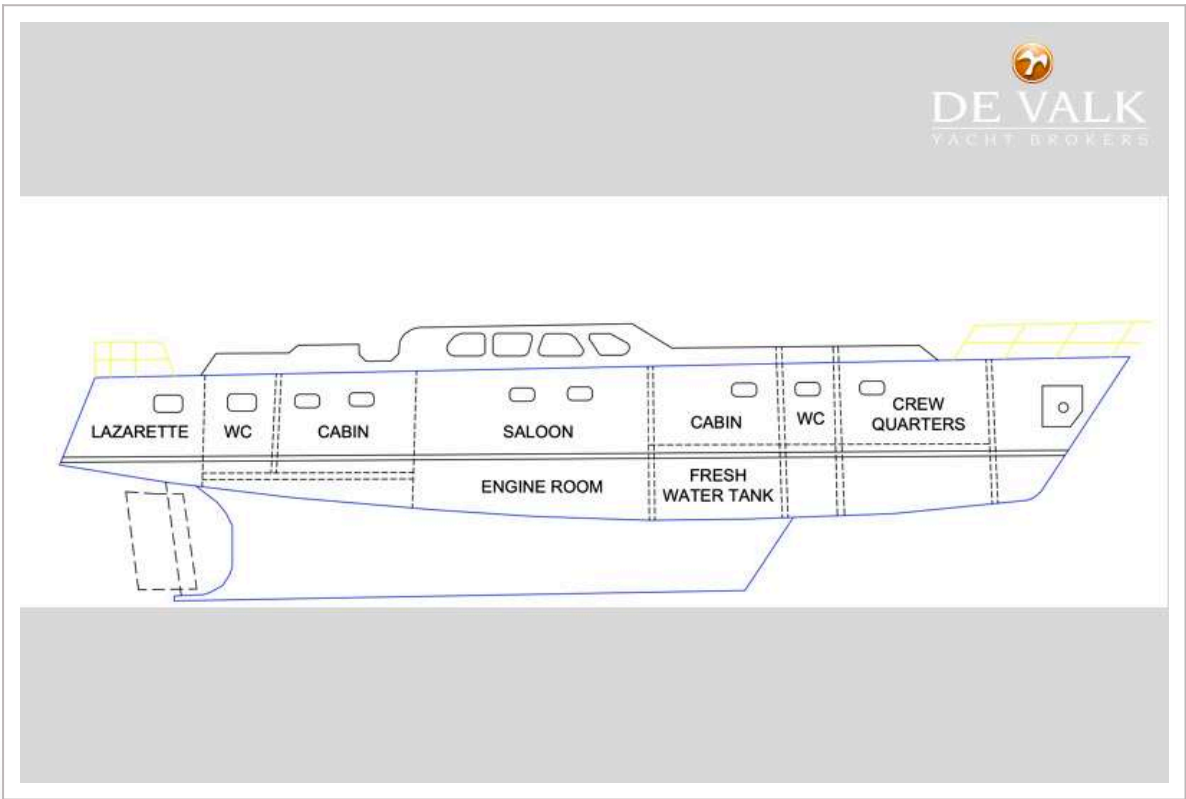 DE VALK
YACHT BROKERS
LAZARETTE
WC
CABIN
SALOON
CABIN
WC
CREW
QUARTERS
ENGINE ROOM
FRESH
WATER TANK